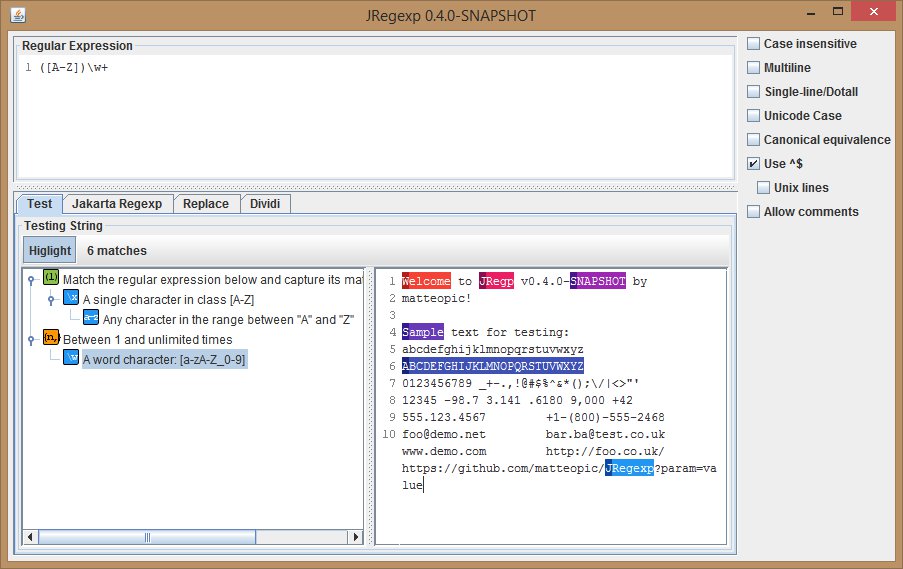 JRegexp 0.4.0-SNAPSHOT
Regular Expression
1 ([A-Z])\w+
Case insensitive
Multiline
Single-line/Dotall
Unicode Case
Canonical equivalence
Use ^$
Unix lines
Allow comments
Test Jakarta Regexp Replace Dividi
Testing String
Higlight 6 matches
(1) Match the regular expression below and capture its mat
\x A single character in class [A-Z]
a-z Any character in the range between "A" and "Z"
{n,} Between 1 and unlimited times
\w A word character: [a-zA-Z_0-9]
1 Welcome to JRegp v0.4.0-SNAPSHOT by
2 matteopic!
3
4 Sample text for testing:
5 abcdefghijklmnopqrstuvwxyz
6 ABCDEFGHIJKLMNOPQRSTUVWXYZ
7 0123456789 _+-.,!@#$%^&*();\/|<>"'
8 12345 -98.7 3.141 .6180 9,000 +42
9 555.123.4567 +1-(800)-555-2468
10 foo@demo.net bar.ba@test.co.uk
www.demo.com http://foo.co.uk/
https://github.com/matteopic/JRegexp?param=va
lue